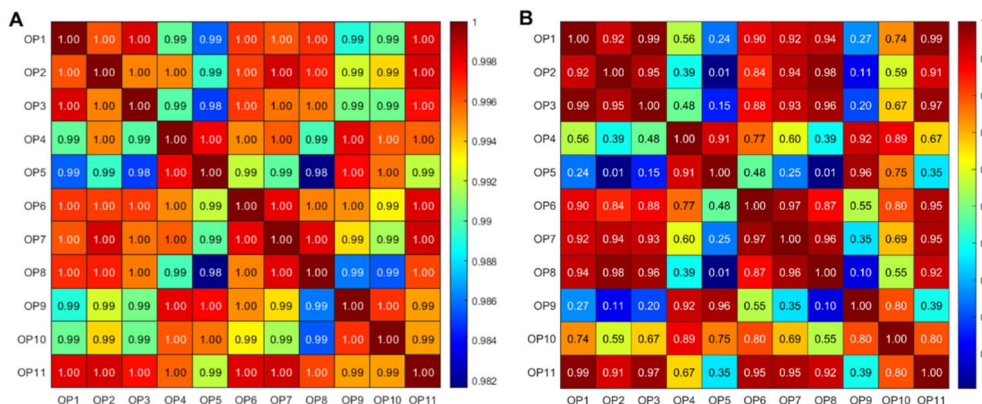 A
B
OP1 1.00 1.00 1.00 0.99 0.99 1.00 1.00 1.00 0.99 0.99 1.00
OP2 1.00 1.00 1.00 1.00 0.99 1.00 1.00 1.00 0.99 0.99 1.00
OP3 1.00 1.00 1.00 0.99 0.98 1.00 1.00 1.00 0.99 0.99 1.00
OP4 0.99 1.00 0.99 1.00 1.00 1.00 1.00 0.99 1.00 1.00 1.00
OP5 0.99 0.99 0.98 1.00 1.00 0.99 0.99 0.98 1.00 1.00 0.99
OP6 1.00 1.00 1.00 1.00 0.99 1.00 1.00 1.00 1.00 0.99 1.00
OP7 1.00 1.00 1.00 1.00 0.99 1.00 1.00 1.00 0.99 0.99 1.00
OP8 1.00 1.00 1.00 0.99 0.98 1.00 1.00 1.00 0.99 0.99 1.00
OP9 0.99 0.99 0.99 1.00 1.00 1.00 0.99 0.99 1.00 1.00 0.99
OP10 0.99 0.99 0.99 1.00 1.00 0.99 0.99 0.99 1.00 1.00 0.99
OP11 1.00 1.00 1.00 1.00 0.99 1.00 1.00 1.00 0.99 0.99 1.00
OP1 OP2 OP3 OP4 OP5 OP6 OP7 OP8 OP9 OP10 OP11
1
0.998
0.996
0.994
0.992
0.99
0.988
0.986
0.984
0.982
OP1 1.00 0.92 0.99 0.56 0.24 0.90 0.92 0.94 0.27 0.74 0.99
OP2 0.92 1.00 0.95 0.39 0.01 0.84 0.94 0.98 0.11 0.59 0.91
OP3 0.99 0.95 1.00 0.48 0.15 0.88 0.93 0.96 0.20 0.67 0.97
OP4 0.56 0.39 0.48 1.00 0.91 0.77 0.60 0.39 0.92 0.89 0.67
OP5 0.24 0.01 0.15 0.91 1.00 0.48 0.25 0.01 0.96 0.75 0.35
OP6 0.90 0.84 0.88 0.77 0.48 1.00 0.97 0.87 0.55 0.80 0.95
OP7 0.92 0.94 0.93 0.60 0.25 0.97 1.00 0.96 0.35 0.69 0.95
OP8 0.94 0.98 0.96 0.39 0.01 0.87 0.96 1.00 0.10 0.55 0.92
OP9 0.27 0.11 0.20 0.92 0.96 0.55 0.35 0.10 1.00 0.80 0.39
OP10 0.74 0.59 0.67 0.89 0.75 0.80 0.69 0.55 0.80 1.00 0.80
OP11 0.99 0.91 0.97 0.67 0.35 0.95 0.95 0.92 0.39 0.80 1.00
OP1 OP2 OP3 OP4 OP5 OP6 OP7 OP8 OP9 OP10 OP11